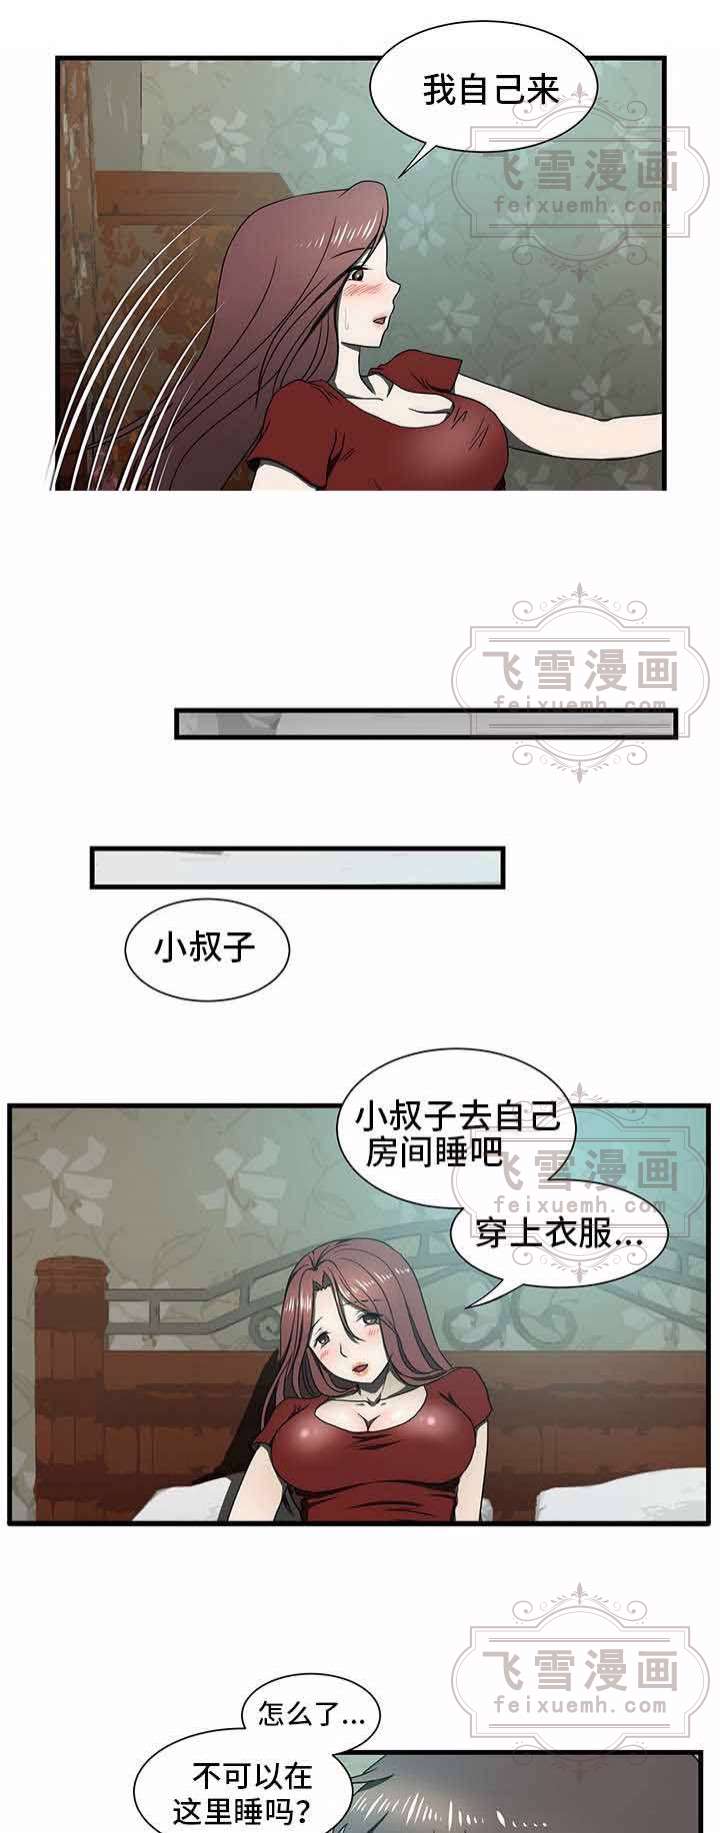 我自己来
飞雪漫画
feixuemh.com
飞雪漫画
feixuemh.com
小叔子
小叔子去自己
房间睡吧
飞雪漫画
feixuemh.com
穿上衣服...
飞雪漫画
feixuemh.com
怎么了...
不可以在
这里睡吗?